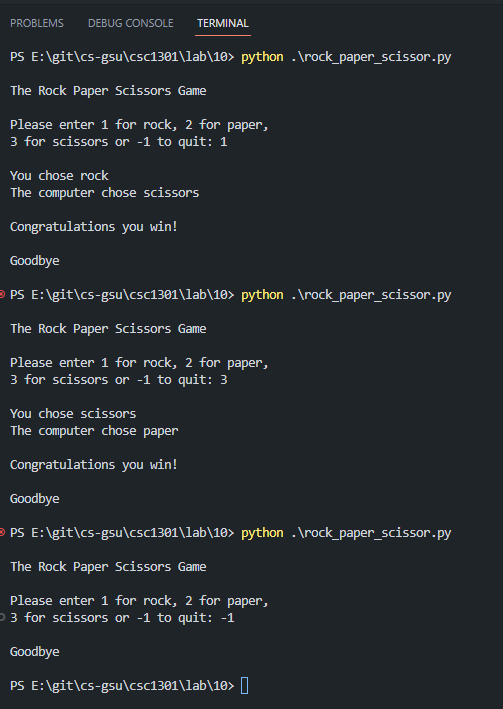 PROBLEMS DEBUG CONSOLE TERMINAL
PS E:\git\cs-gsu\csc1301\lab\10> python .\rock_paper_scissor.py
The Rock Paper Scissors Game
Please enter 1 for rock, 2 for paper,
3 for scissors or -1 to quit: 1
You chose rock
The computer chose scissors
Congratulations you win!
Goodbye
PS E:\git\cs-gsu\csc1301\lab\10> python .\rock_paper_scissor.py
The Rock Paper Scissors Game
Please enter 1 for rock, 2 for paper,
3 for scissors or -1 to quit: 3
You chose scissors
The computer chose paper
Congratulations you win!
Goodbye
PS E:\git\cs-gsu\csc1301\lab\10> python .\rock_paper_scissor.py
The Rock Paper Scissors Game
Please enter 1 for rock, 2 for paper,
3 for scissors or -1 to quit: -1
Goodbye
PS E:\git\cs-gsu\csc1301\lab\10>